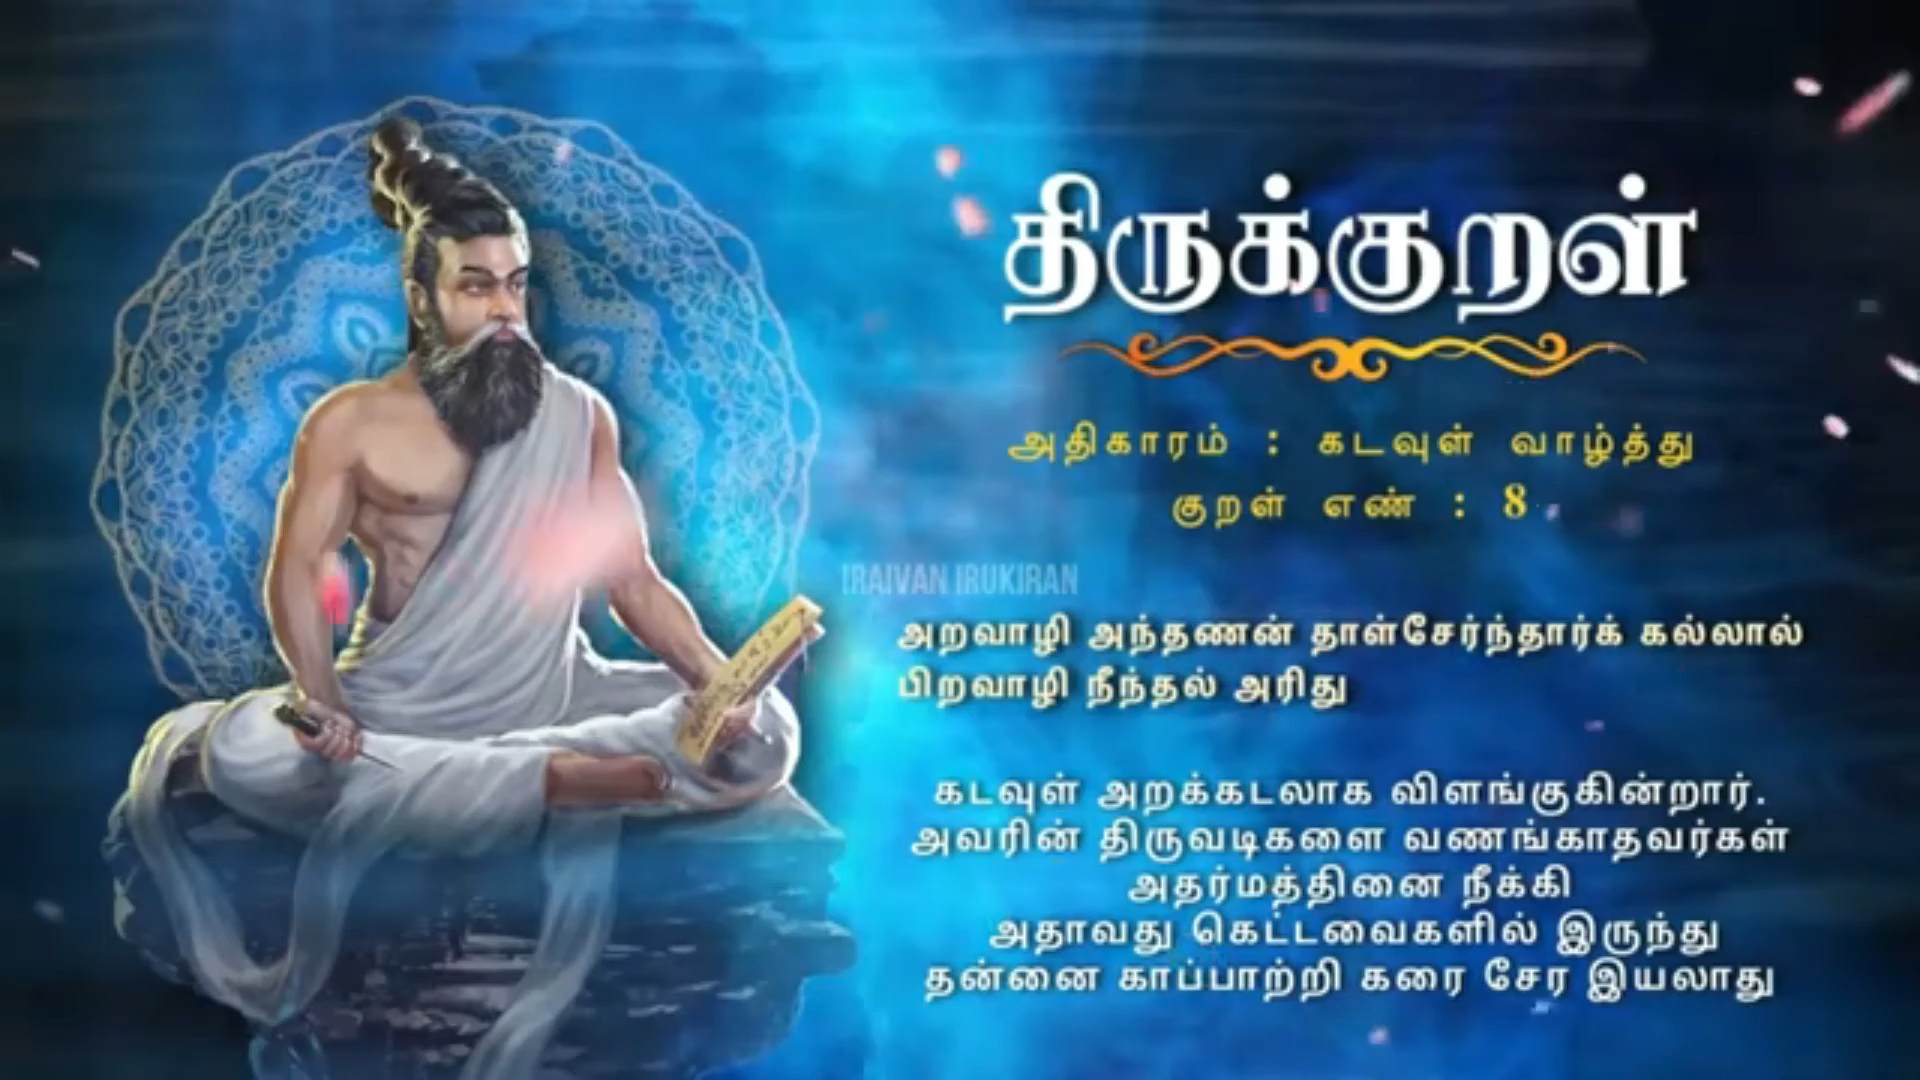 திருக்குறள்
அதிகாரம் : கடவுள் வாழ்த்து
குறள் எண் : 8
IRAIVAN IRUKIRAN
அறவாழி அந்தணன் தாள்சேர்ந்தார்க் கல்லால்
பிறவாழி நீந்தல் அரிது
கடவுள் அறக்கடலாக விளங்குகின்றார்.
அவரின் திருவடிகளை வணங்காதவர்கள்
அதர்மத்தினை நீக்கி
அதாவது கெட்டவைகளில் இருந்து
தன்னை காப்பாற்றி கரை சேர இயலாது